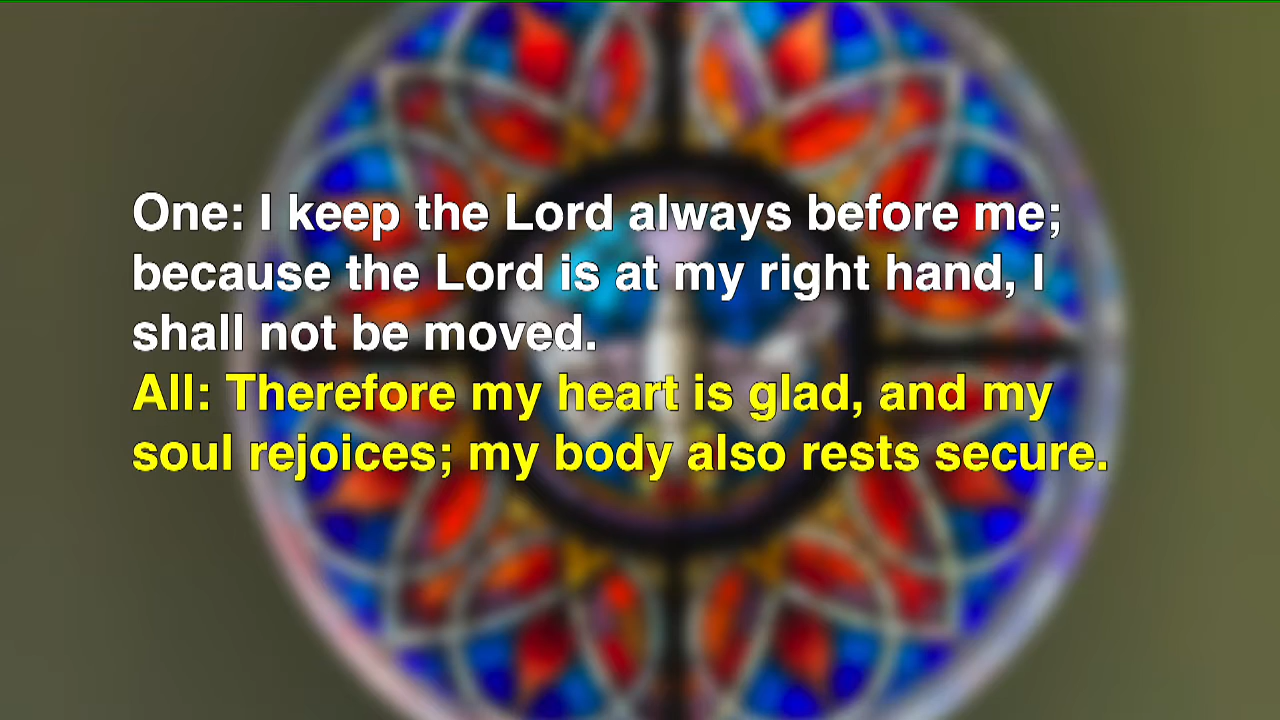 One: I keep the Lord always before me;
because the Lord is at my right hand, I
shall not be moved.
All: Therefore my heart is glad, and my
soul rejoices; my body also rests secure.